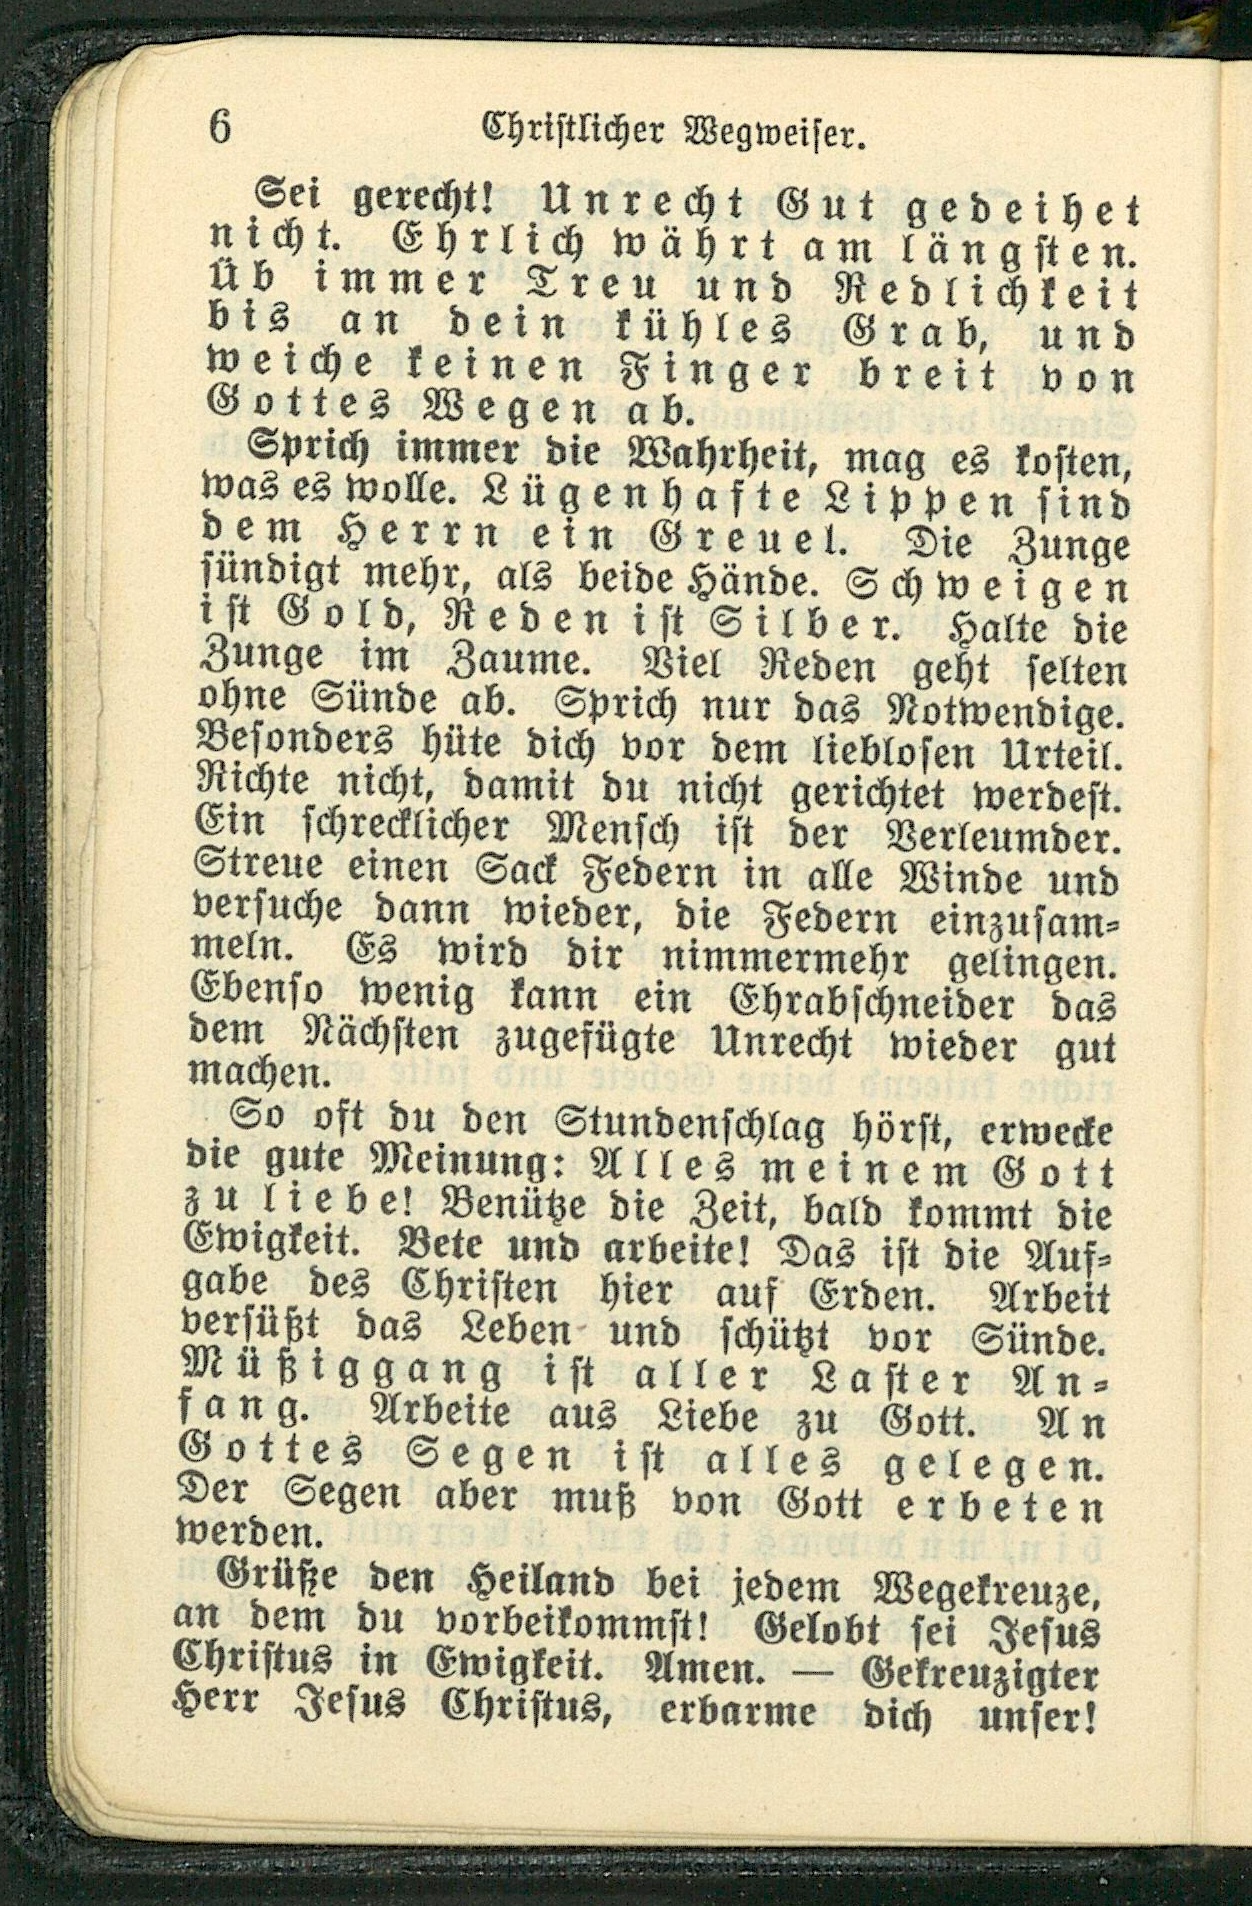 6 Christlicher Wegweiser.
Sei gerecht! Unrecht Gut gedeihet
nicht. Ehrlich währt am längsten.
Üb immer Treu und Redlichkeit
bis an dein kühles Grab, und
weiche keinen Finger breit von
Gottes Wegen ab.
Sprich immer die Wahrheit, mag es kosten,
was es wolle. Lügenhafte Lippen sind
dem Herrn ein Greuel. Die Zunge
sündigt mehr, als beide Hände. Schweigen
ist Gold, Reden ist Silber. Halte die
Zunge im Zaume. Viel Reden geht selten
ohne Sünde ab. Sprich nur das Notwendige.
Besonders hüte dich vor dem lieblosen Urteil.
Richte nicht, damit du nicht gerichtet werdest.
Ein schrecklicher Mensch ist der Verleumder.
Streue einen Sack Federn in alle Winde und
versuche dann wieder, die Federn einzusam-
meln. Es wird dir nimmermehr gelingen.
Ebenso wenig kann ein Ehrabschneider das
dem Nächsten zugefügte Unrecht wieder gut
machen.
So oft du den Stundenschlag hörst, erwecke
die gute Meinung: Alles meinem Gott
zu liebe! Benütze die Zeit, bald kommt die
Ewigkeit. Bete und arbeite! Das ist die Auf-
gabe des Christen hier auf Erden. Arbeit
versüßt das Leben und schützt vor Sünde.
Müßiggang ist aller Laster An-
fang. Arbeite aus Liebe zu Gott. An
Gottes Segen ist alles gelegen.
Der Segen aber muß von Gott erbeten
werden.
Grüße den Heiland bei jedem Wegekreuze,
an dem du vorbeikommst! Gelobt sei Jesus
Christus in Ewigkeit. Amen. — Gekreuzigter
Herr Jesus Christus, erbarme dich unser!